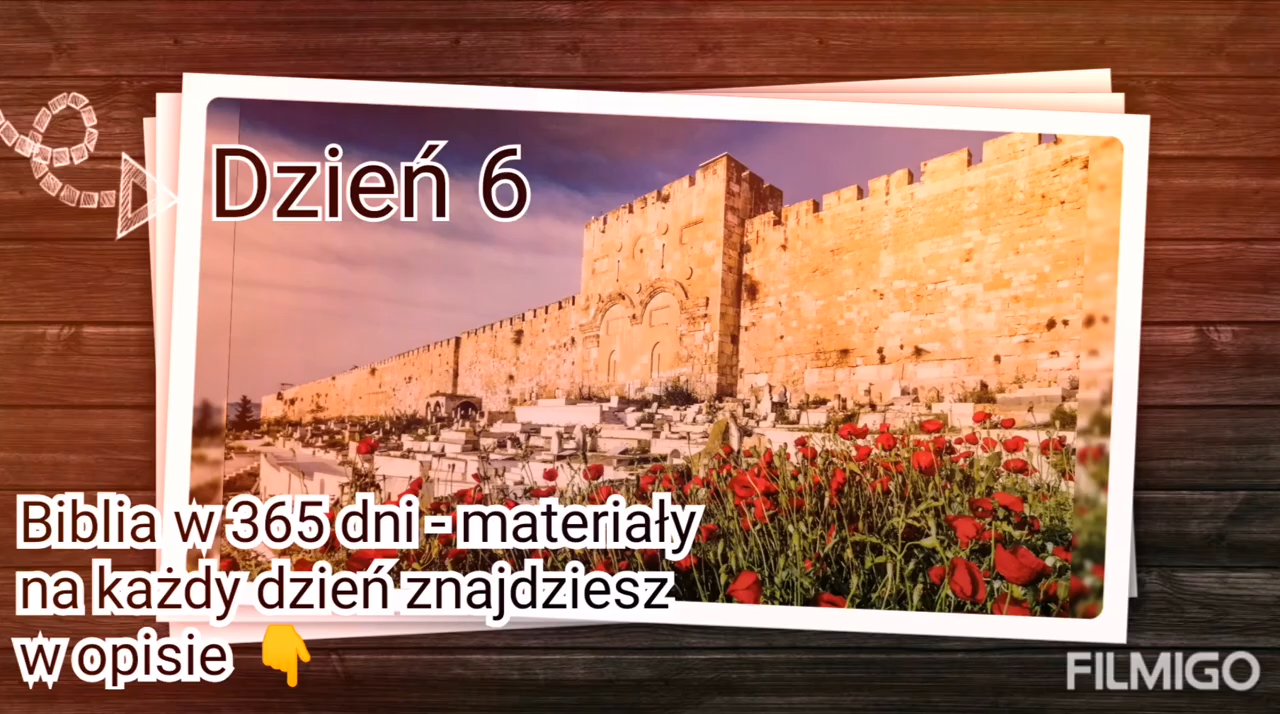 Dzień 6
Biblia w 365 dni - materiały
na każdy dzień znajdziesz
w opisie 👇
FILMIGO